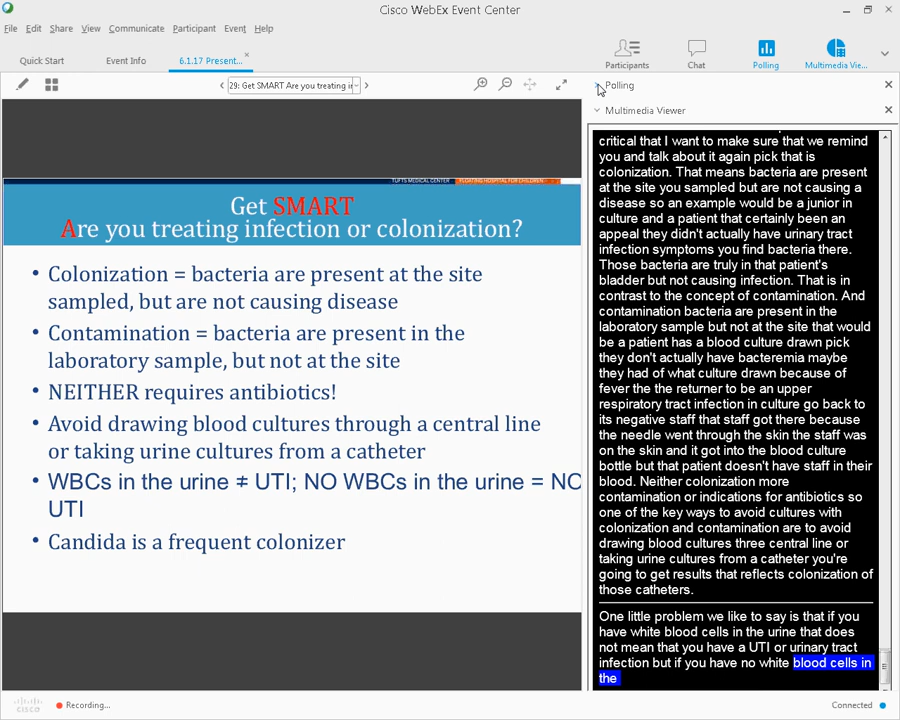 Cisco WebEx Event Center
File Edit Share View Communicate Participant Event Help
Quick Start Event Info 6.1.17 Present...
Participants Chat Polling Multimedia Vie...
29: Get SMART Are you treating i
Polling
Multimedia Viewer
TUFTS MEDICAL CENTER FLOATING HOSPITAL FOR CHILDREN
Get SMART
Are you treating infection or colonization?
• Colonization = bacteria are present at the site
sampled, but are not causing disease
• Contamination = bacteria are present in the
laboratory sample, but not at the site
• NEITHER requires antibiotics!
• Avoid drawing blood cultures through a central line
or taking urine cultures from a catheter
• WBCs in the urine ≠ UTI; NO WBCs in the urine = NO
UTI
• Candida is a frequent colonizer
critical that I want to make sure that we remind
you and talk about it again pick that is
colonization. That means bacteria are present
at the site you sampled but are not causing a
disease so an example would be a junior in
culture and a patient that certainly been an
appeal they didn't actually have urinary tract
infection symptoms you find bacteria there.
Those bacteria are truly in that patient's
bladder but not causing infection. That is in
contrast to the concept of contamination. And
contamination bacteria are present in the
laboratory sample but not at the site that would
be a patient has a blood culture drawn pick
they don't actually have bacteremia maybe
they had of what culture drawn because of
fever the the returner to be an upper
respiratory tract infection in culture go back to
its negative staff that staff got there because
the needle went through the skin the staff was
on the skin and it got into the blood culture
bottle but that patient doesn't have staff in their
blood. Neither colonization more
contamination or indications for antibiotics so
one of the key ways to avoid cultures with
colonization and contamination are to avoid
drawing blood cultures three central line or
taking urine cultures from a catheter you're
going to get results that reflects colonization of
those catheters.
One little problem we like to say is that if you
have white blood cells in the urine that does
not mean that you have a UTI or urinary tract
infection but if you have no white blood cells in
the
cisco
Recording...
Connected